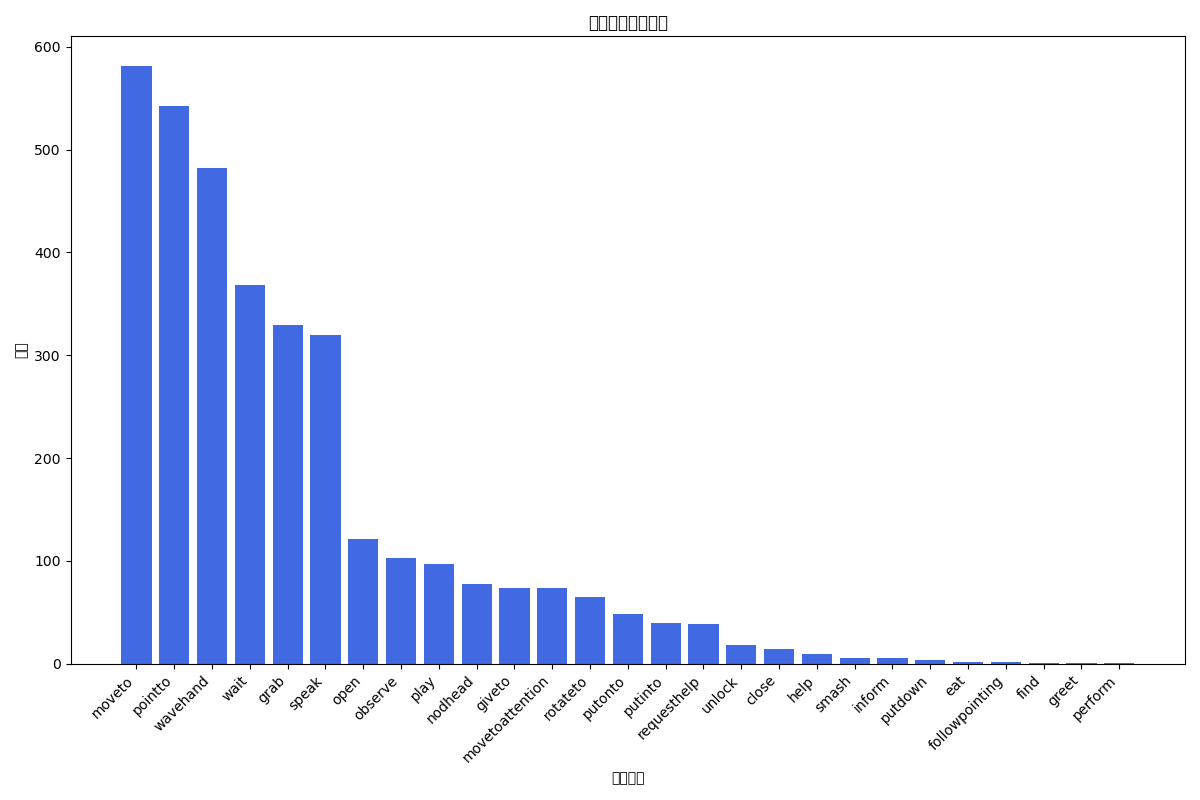 600
500
400
300
200
100
0
moveto
pointto
wavehand
wait
grab
speak
open
observe
play
nodhead
giveto
movetoattention
rotateto
putonto
putinto
requesthelp
unlock
close
help
smash
inform
putdown
eat
followpointing
find
greet
perform